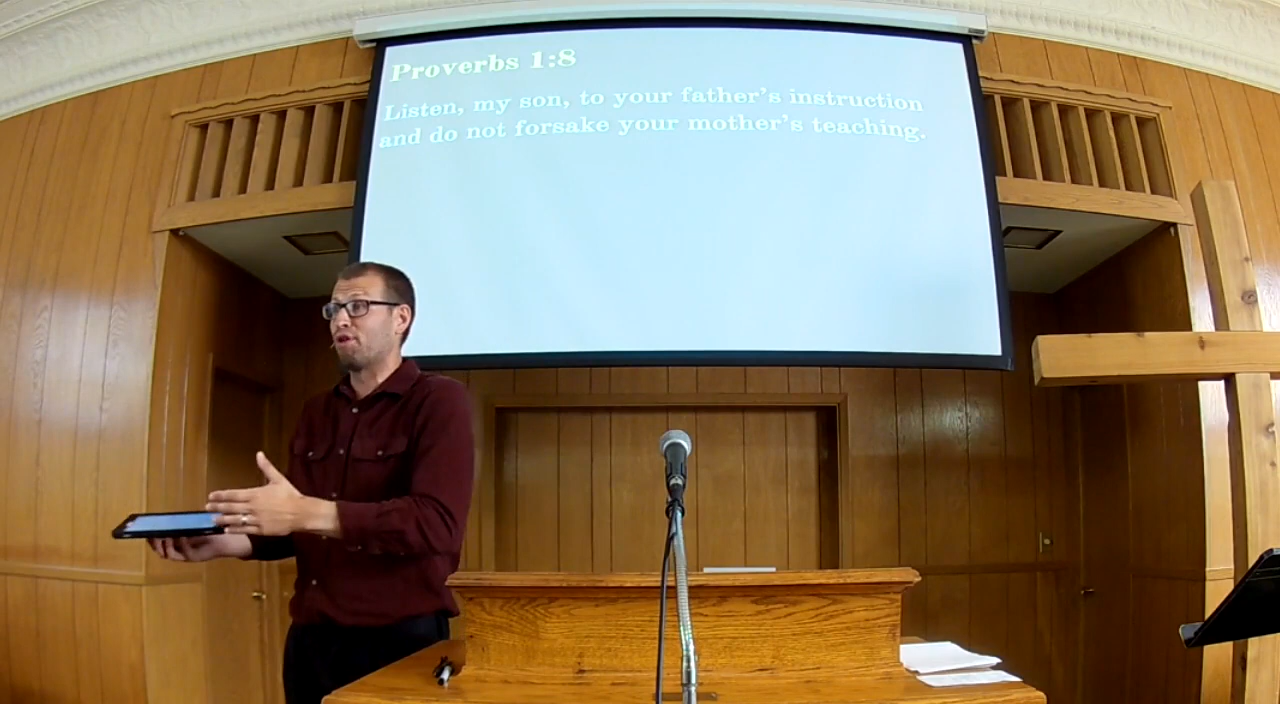 Proverbs 1:8
Listen, my son, to your father's instruction
and do not forsake your mother's teaching.